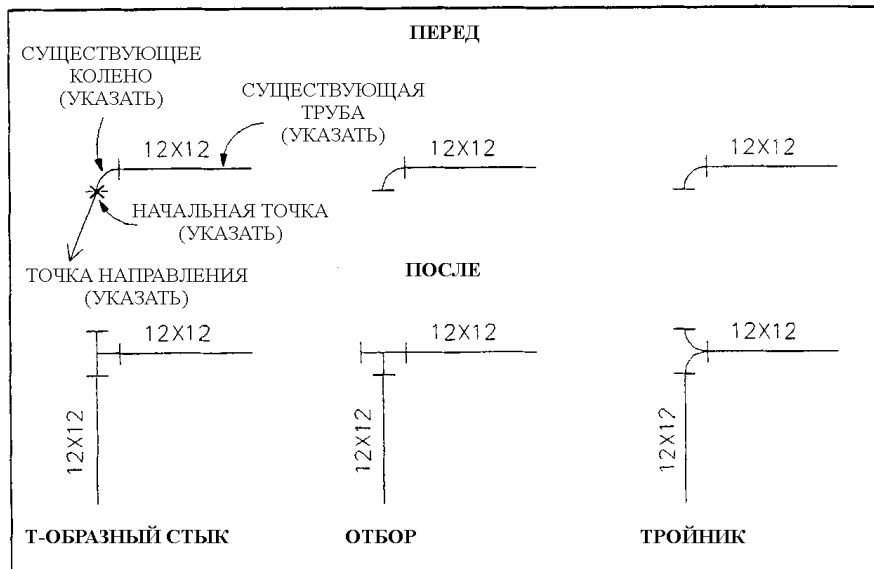 ПЕРЕД
СУЩЕСТВУЮЩЕЕ
КОЛЕНО
(УКАЗАТЬ)
СУЩЕСТВУЮЩАЯ
ТРУБА
(УКАЗАТЬ)
12X12
12X12
12X12
НАЧАЛЬНАЯ ТОЧКА
(УКАЗАТЬ)
ТОЧКА НАПРАВЛЕНИЯ
(УКАЗАТЬ)
ПОСЛЕ
12X12
12X12
12X12
12X12
12X12
12X12
Т-ОБРАЗНЫЙ СТЫК
ОТБОР
ТРОЙНИК